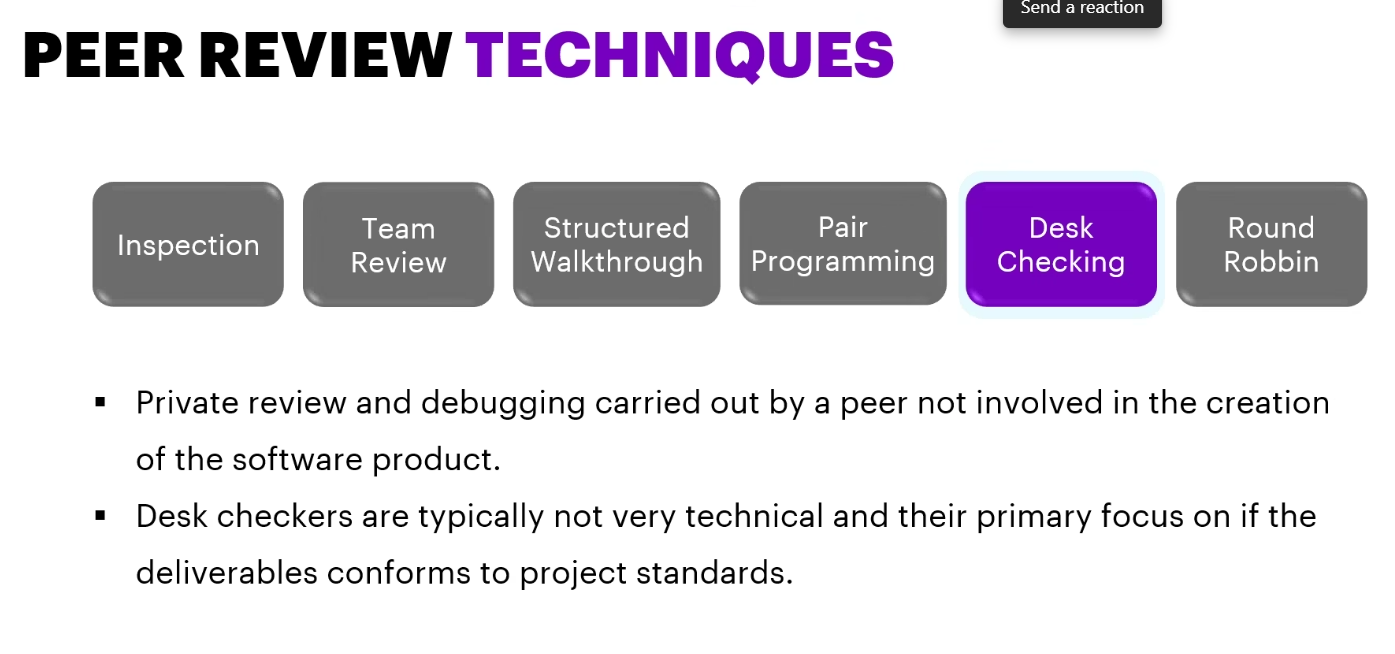 Send a reaction
PEER REVIEW TECHNIQUES
Inspection
Team
Review
Structured
Walkthrough
Pair
Programming
Desk
Checking
Round
Robbin
▪ Private review and debugging carried out by a peer not involved in the creation
of the software product.
▪ Desk checkers are typically not very technical and their primary focus on if the
deliverables conforms to project standards.